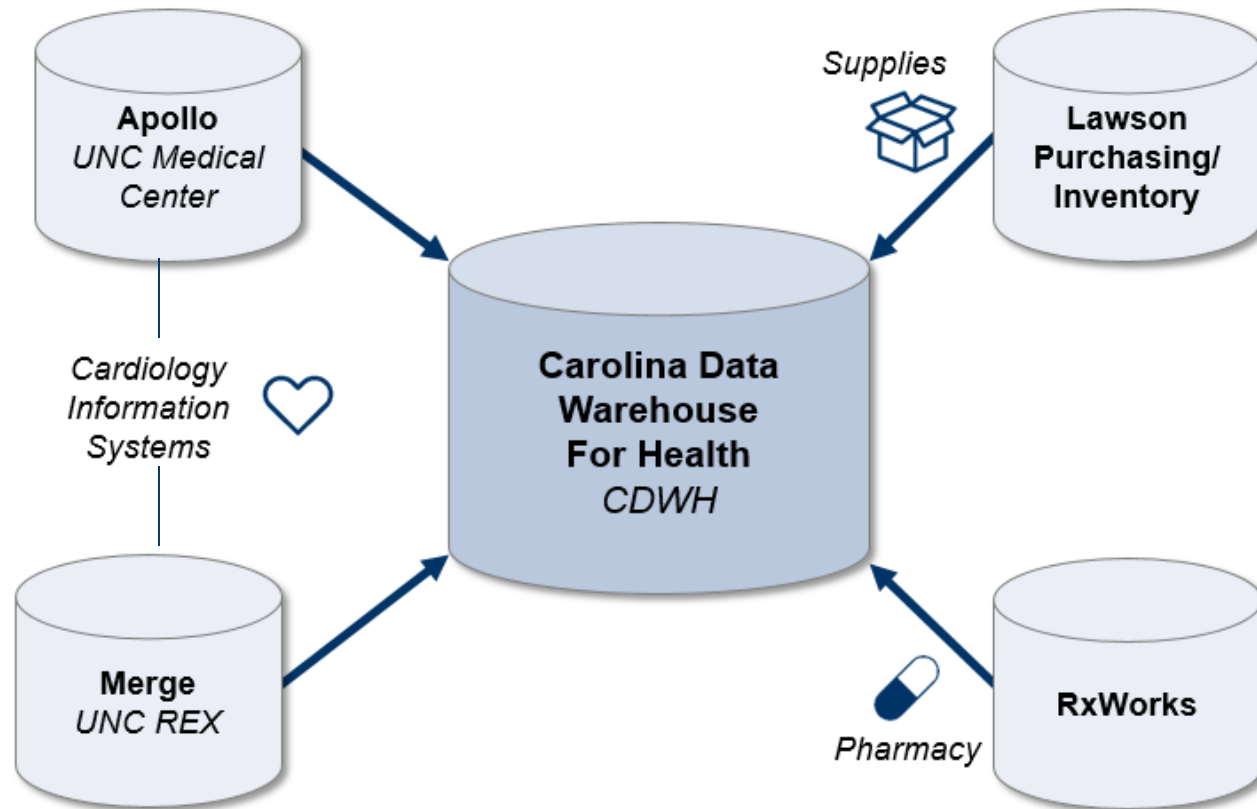 Apollo
UNC Medical
Center
Supplies
Lawson
Purchasing/
Inventory
Cardiology
Information
Systems
Carolina Data
Warehouse
For Health
CDWH
Merge
UNC REX
Pharmacy
RxWorks